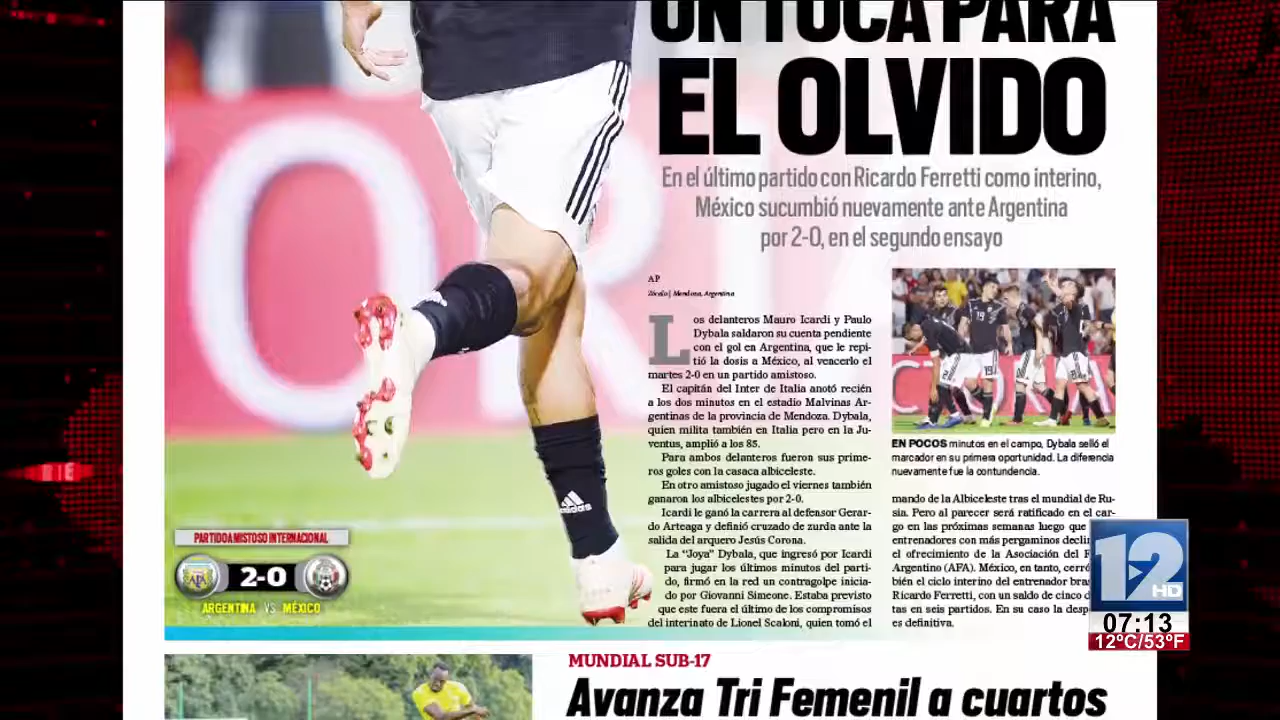 UN TUCA PARA
EL OLVIDO
En el último partido con Ricardo Ferretti como interino,
México sucumbió nuevamente ante Argentina
por 2-0, en el segundo ensayo
AP
Zócalo | Mendoza, Argentina
Los delanteros Mauro Icardi y Paulo
Dybala saldaron su cuenta pendiente
con el gol en Argentina, que le repi-
tió la dosis a México, al vencerlo el
martes 2-0 en un partido amistoso.
El capitán del Inter de Italia anotó recién
a los dos minutos en el estadio Malvinas Ar-
gentinas de la provincia de Mendoza. Dybala,
quien milita también en Italia pero en la Ju-
ventus, amplió a los 85.
Para ambos delanteros fueron sus prime-
ros goles con la casaca albiceleste.
En otro amistoso jugado el viernes también
ganaron los albicelestes por 2-0.
Icardi le ganó la carrera al defensor Gerar-
do Arteaga y definió cruzado de zurda ante la
salida del arquero Jesús Corona.
La “Joya” Dybala, que ingresó por Icardi
para jugar los últimos minutos del parti-
do, firmó en la red un contragolpe inicia-
do por Giovanni Simeone. Estaba previsto
que este fuera el último de los compromisos
del interinato de Lionel Scaloni, quien tomó el
EN POCOS minutos en el campo, Dybala selló el
marcador en su primera oportunidad. La diferencia
nuevamente fue la contundencia.
mando de la Albiceleste tras el mundial de Ru-
sia. Pero al parecer será ratificado en el car-
go en las próximas semanas luego que
entrenadores con más pergaminos declin
el ofrecimiento de la Asociación del F
Argentino (AFA). México, en tanto, cerró
bién el ciclo interino del entrenador bras
Ricardo Ferretti, con un saldo de cinco d
tas en seis partidos. En su caso la desp
es definitiva.
adidas
PARTIDO AMISTOSO INTERNACIONAL
AFA
2-0
ARGENTINA VS MÉXICO
12
HD
07:13
12ºC/53ºF
MUNDIAL SUB-17
Avanza Tri Femenil a cuartos